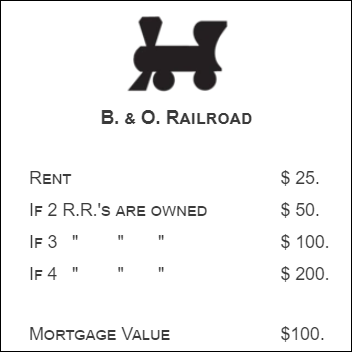 B. & O. Railroad
Rent $ 25.
If 2 R.R.'s are owned $ 50.
If 3 " " " $ 100.
If 4 " " " $ 200.
Mortgage Value $100.